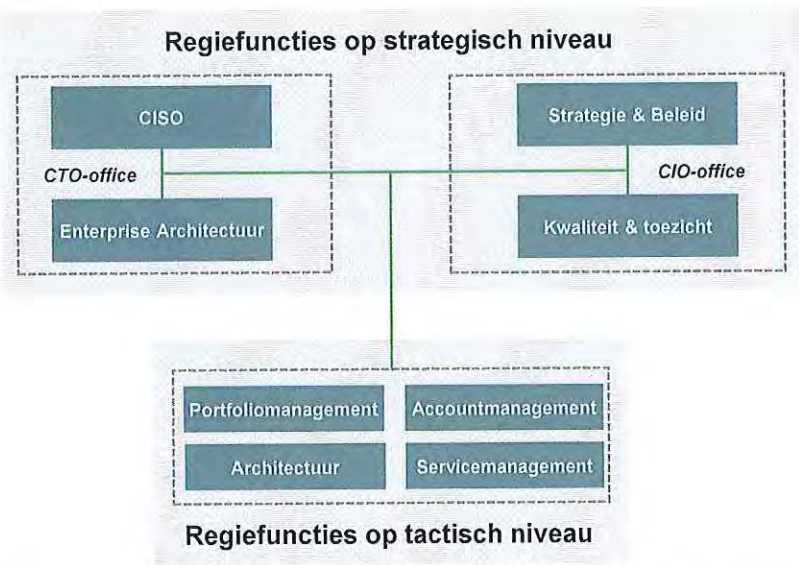 Regiefuncties op strategisch niveau
CISO
CTO-office
Enterprise Architectuur
Strategie & Beleid
CIO-office
Kwaliteit & toezicht
Portfoliomanagement
Accountmanagement
Architectuur
Servicemanagement
Regiefuncties op tactisch niveau